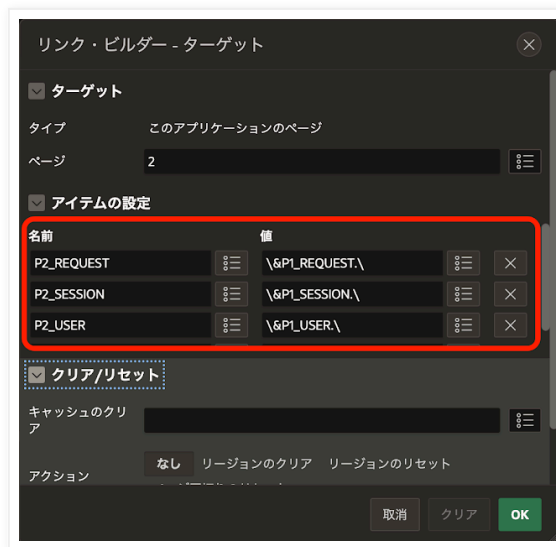 リンク・ビルダー - ターゲット
ターゲット
タイプ このアプリケーションのページ
ページ 2
アイテムの設定
名前 値
P2_REQUEST \&P1_REQUEST.\
P2_SESSION \&P1_SESSION.\
P2_USER \&P1_USER.\
クリア/リセット
キャッシュのクリ
ア
なし リージョンのクリア リージョンのリセット
アクション
取消 クリア OK